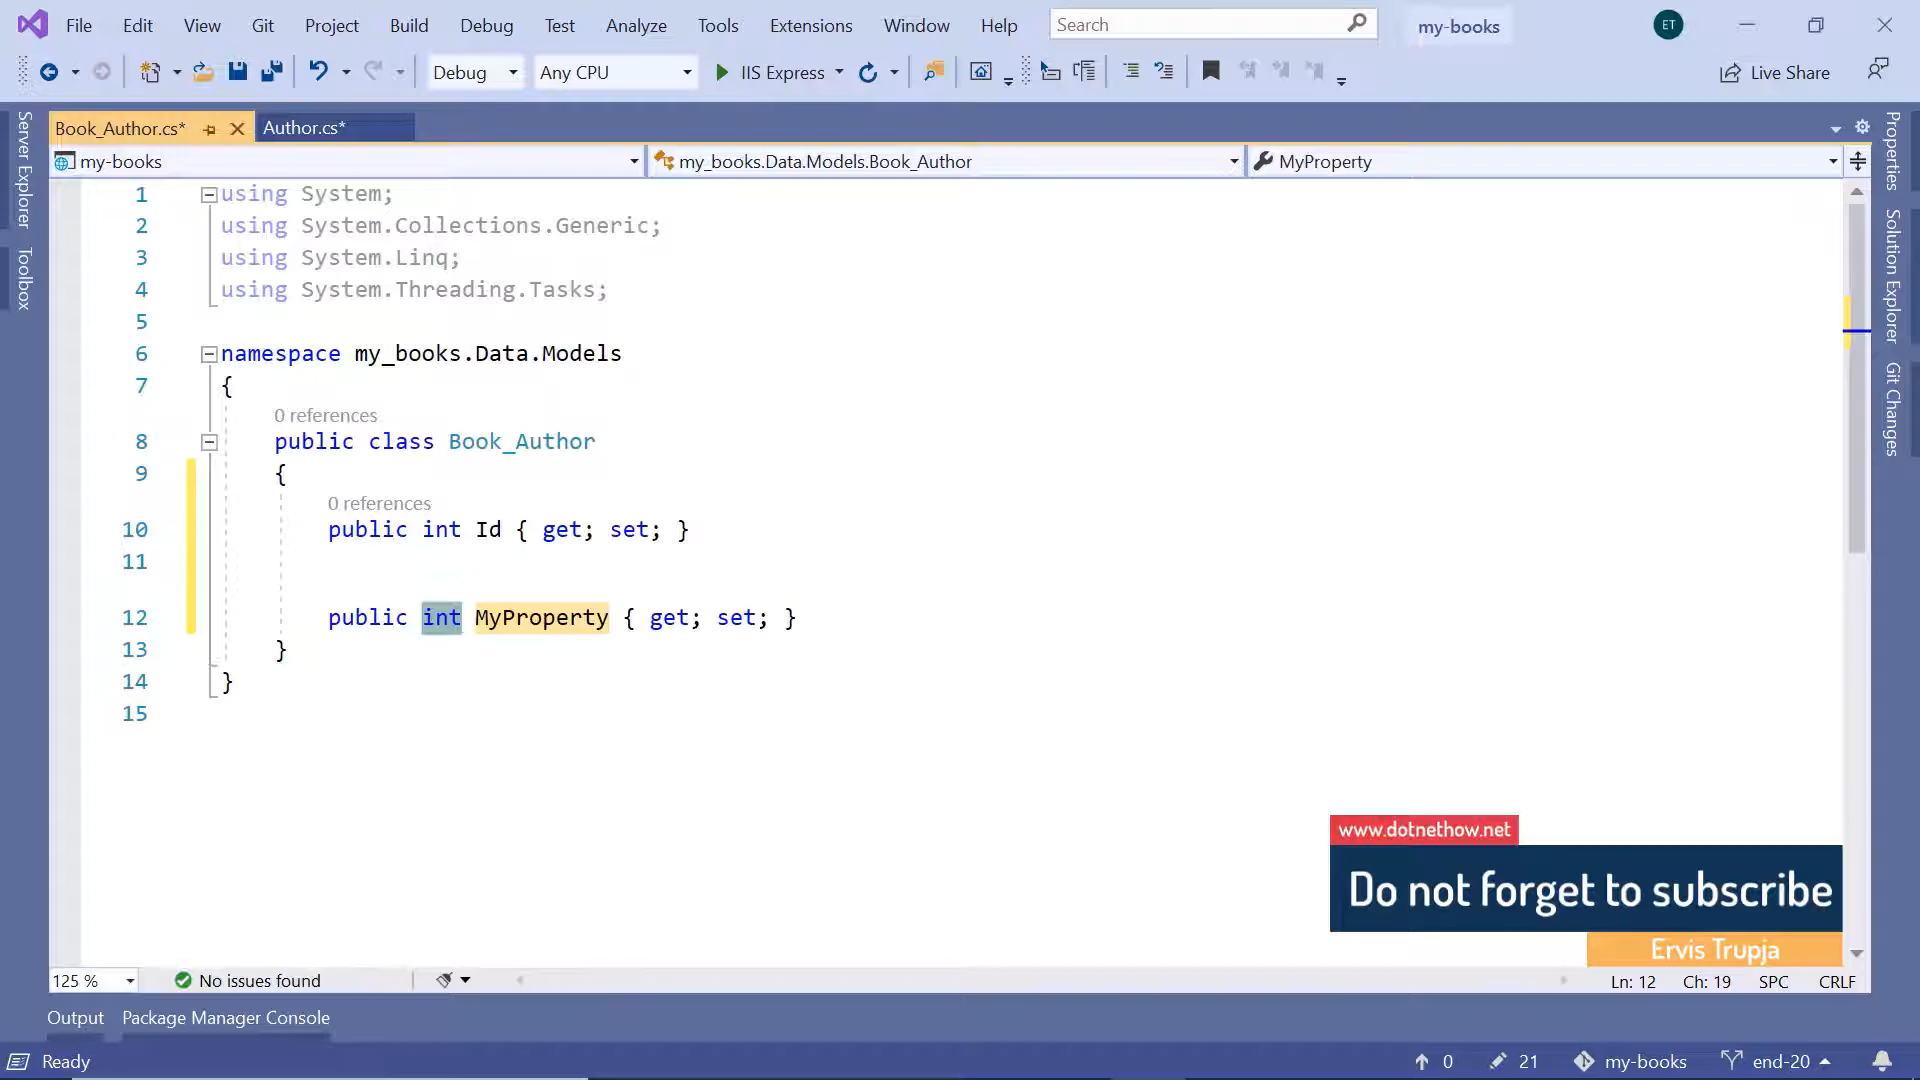 File Edit View Git Project Build Debug Test Analyze Tools Extensions Window Help Search my-books ET
Debug Any CPU IIS Express Live Share
Server Explorer
Toolbox
Book_Author.cs* Author.cs*
my-books my_books.Data.Models.Book_Author MyProperty
1 using System;
2 using System.Collections.Generic;
3 using System.Linq;
4 using System.Threading.Tasks;
5
6 namespace my_books.Data.Models
7 {
0 references
8 public class Book_Author
9 {
0 references
10 public int Id { get; set; }
11
12 public int MyProperty { get; set; }
13 }
14 }
15
Properties
Solution Explorer
Git Changes
www.dotnethow.net
Do not forget to subscribe
Ervis Trupja
125 % No issues found Ln: 12 Ch: 19 SPC CRLF
Output Package Manager Console
Ready 0 21 my-books end-20